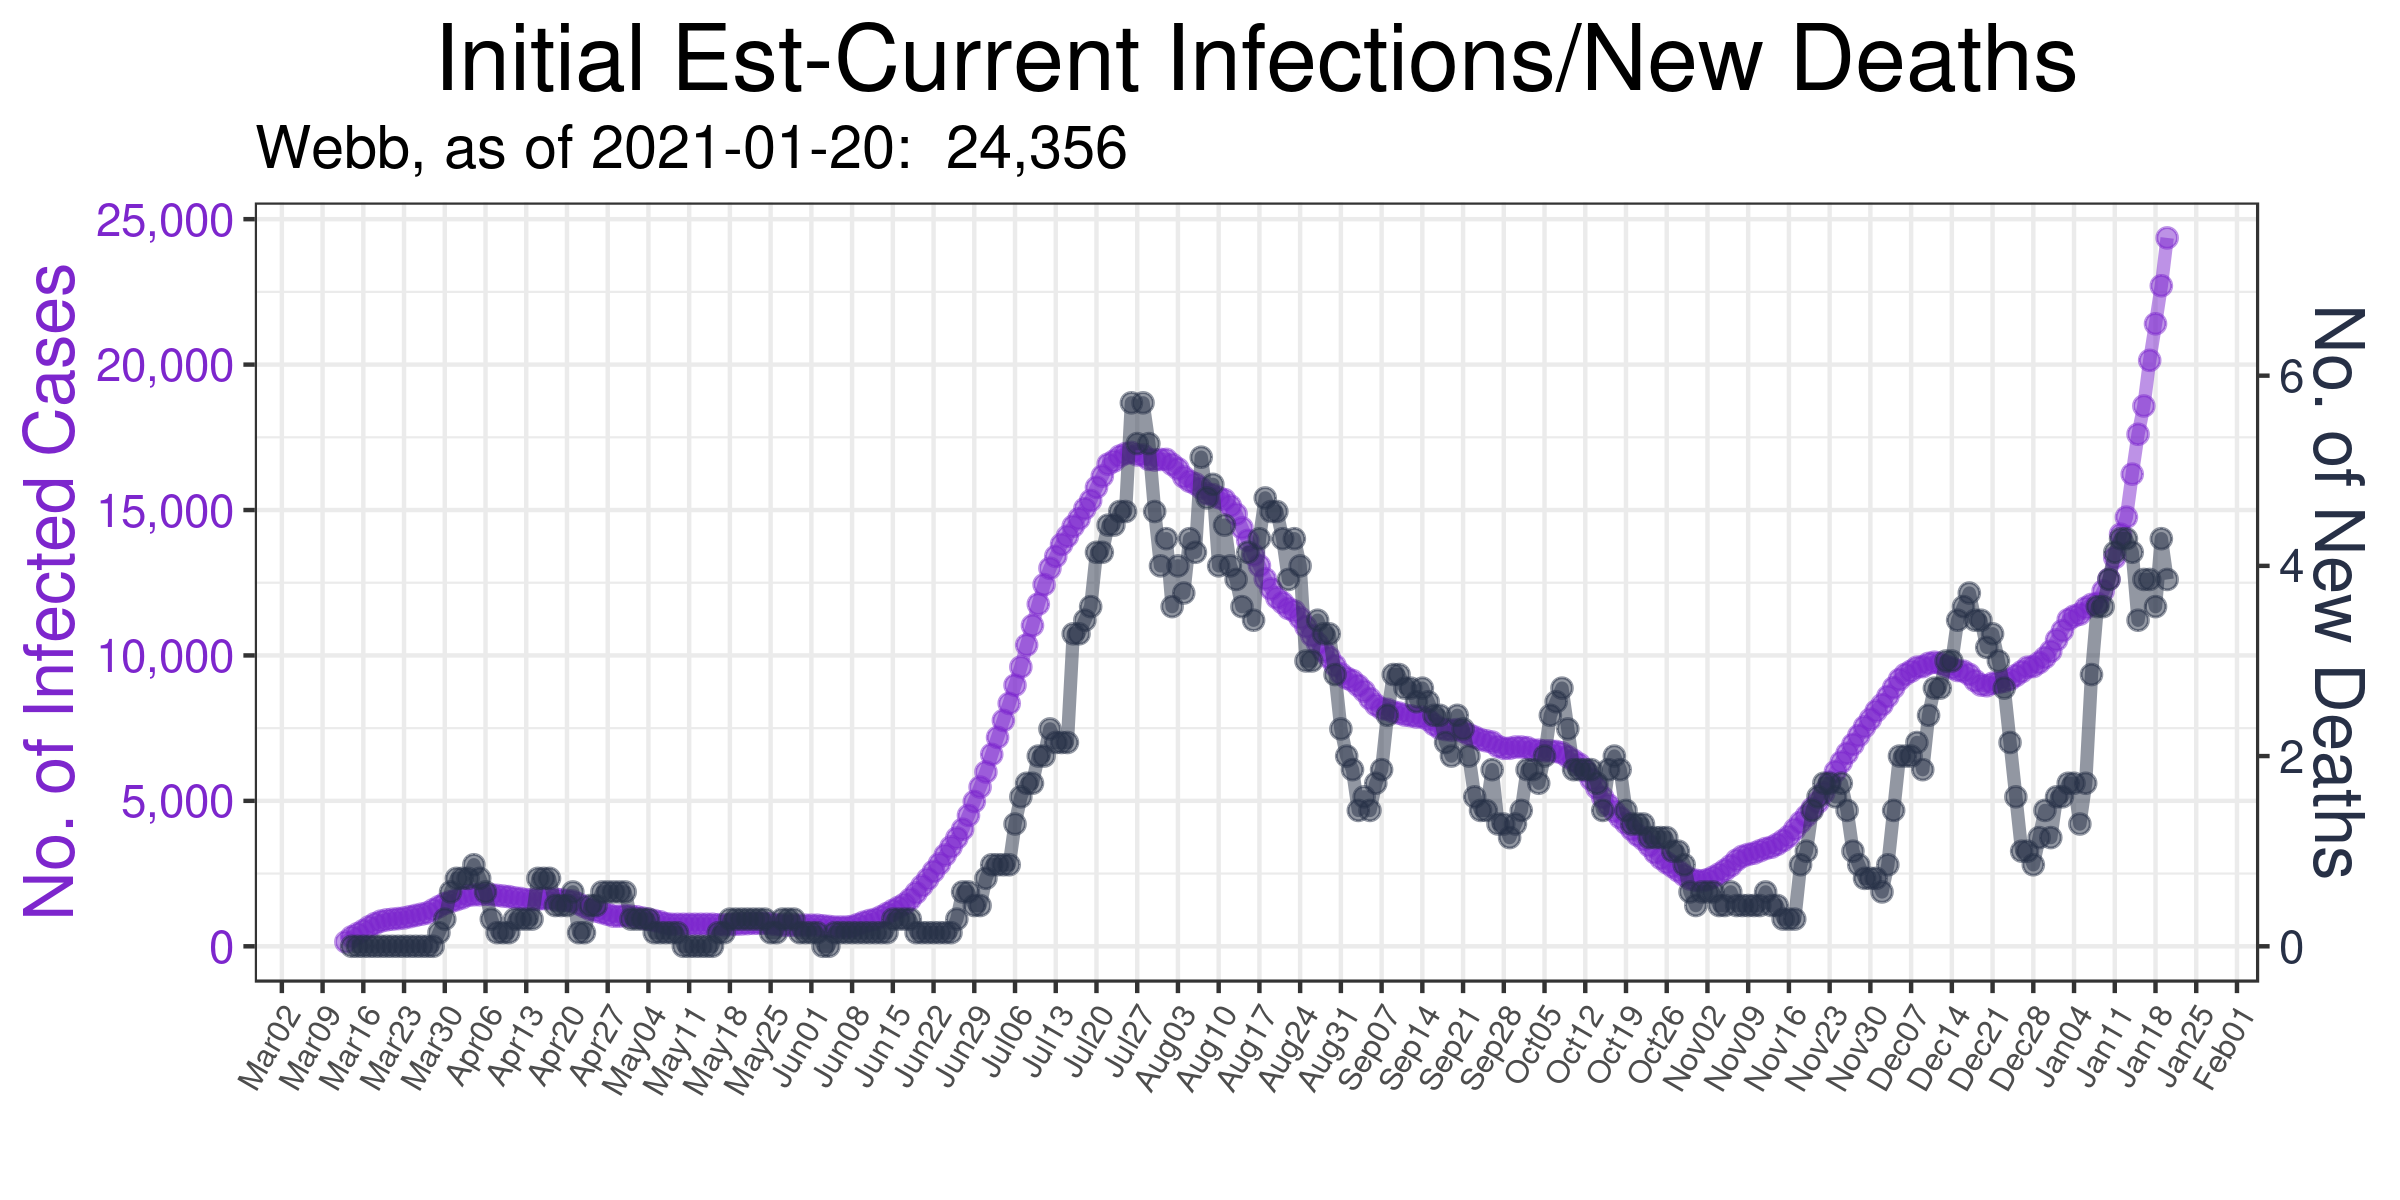 Initial Est-Current Infections/New Deaths
Webb, as of 2021-01-20:  24,356
No. of Infected Cases
25,000
20,000
15,000
10,000
5,000
0
No. of New Deaths
6
4
2
0
Mar02
Mar09
Mar16
Mar23
Mar30
Apr06
Apr13
Apr20
Apr27
May04
May11
May18
May25
Jun01
Jun08
Jun15
Jun22
Jun29
Jul06
Jul13
Jul20
Jul27
Aug03
Aug10
Aug17
Aug24
Aug31
Sep07
Sep14
Sep21
Sep28
Oct05
Oct12
Oct19
Oct26
Nov02
Nov09
Nov16
Nov23
Nov30
Dec07
Dec14
Dec21
Dec28
Jan04
Jan11
Jan18
Jan25
Feb01